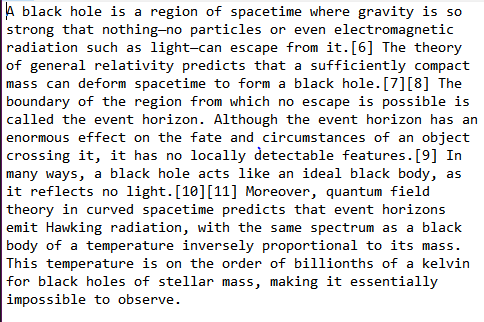 A black hole is a region of spacetime where gravity is so
strong that nothing—no particles or even electromagnetic
radiation such as light—can escape from it.[6] The theory
of general relativity predicts that a sufficiently compact
mass can deform spacetime to form a black hole.[7][8] The
boundary of the region from which no escape is possible is
called the event horizon. Although the event horizon has an
enormous effect on the fate and circumstances of an object
crossing it, it has no locally detectable features.[9] In
many ways, a black hole acts like an ideal black body, as
it reflects no light.[10][11] Moreover, quantum field
theory in curved spacetime predicts that event horizons
emit Hawking radiation, with the same spectrum as a black
body of a temperature inversely proportional to its mass.
This temperature is on the order of billionths of a kelvin
for black holes of stellar mass, making it essentially
impossible to observe.